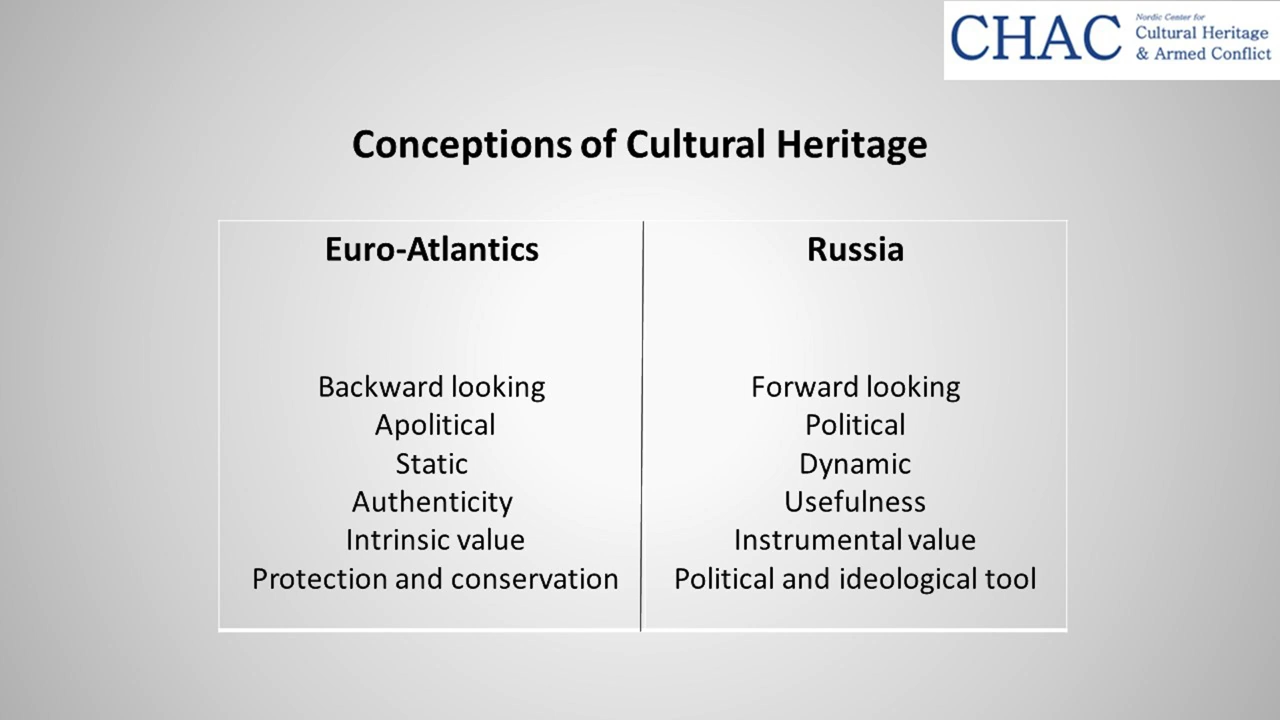 CHAC
Nordic Center for
Cultural Heritage
& Armed Conflict
Conceptions of Cultural Heritage
Euro-Atlantics
Backward looking
Apolitical
Static
Authenticity
Intrinsic value
Protection and conservation
Russia
Forward looking
Political
Dynamic
Usefulness
Instrumental value
Political and ideological tool